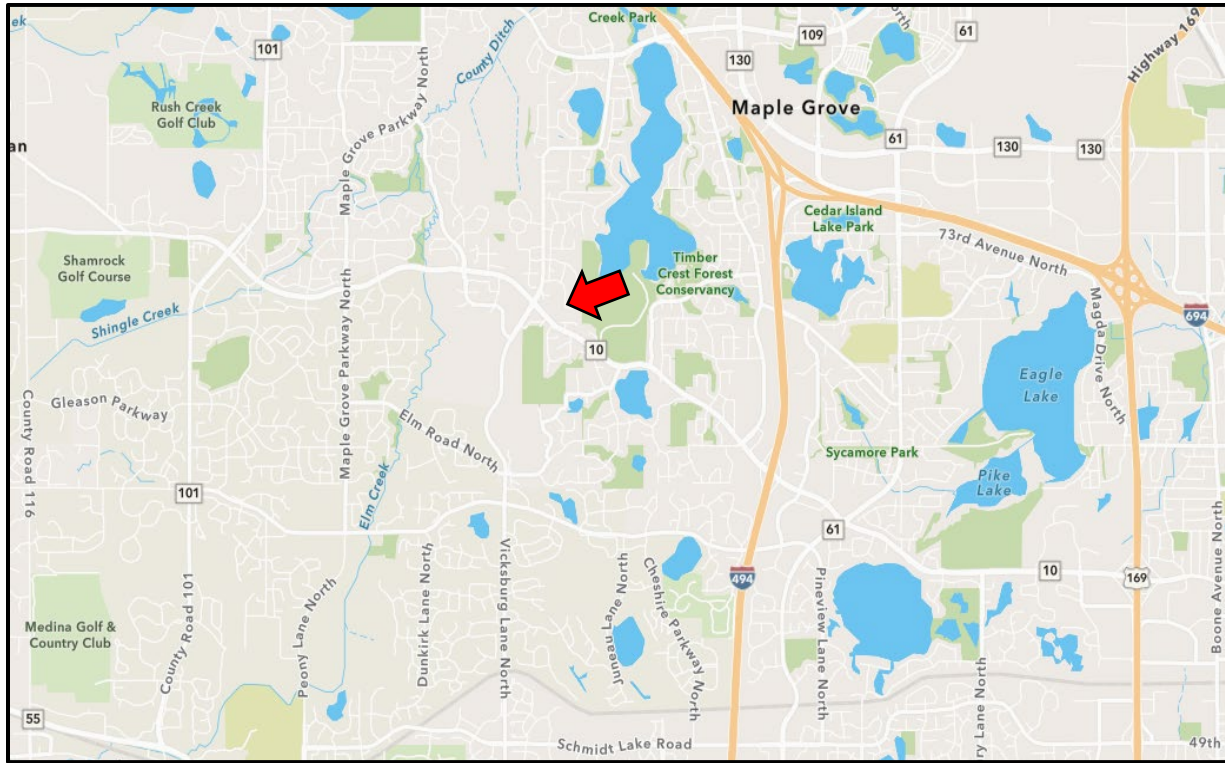 Creek Park
101
County Ditch
109
61
130
Highway 169
Rush Creek
Golf Club
Maple Grove
Maple Grove Parkway North
61
130
130
an
Cedar Island
Lake Park
73rd Avenue North
Shamrock
Golf Course
Timber
Crest Forest
Conservancy
Shingle Creek
Maple Grove Parkway North
10
Magda Drive North
694
Eagle
Lake
County Road 116
Gleason Parkway
Elm Road North
Sycamore Park
Pike
Lake
101
Elm Creek
61
Vicksburg Lane North
Dunkirk Lane North
Juneau Lane North
Cheshire Parkway North
494
Pineview Lane North
10
169
Boone Avenue North
Medina Golf &
Country Club
County Road 101
Peony Lane North
ry Lane North
55
Schmidt Lake Road
49th